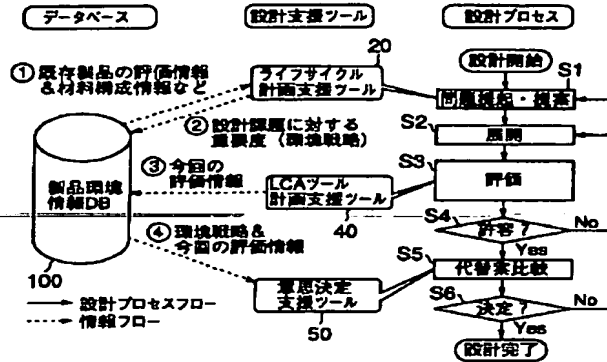 データベース
設計支援ツール
設計プロセス
20
設計開始
① 既存製品の評価情報
&材料構成情報など
ライフサイクル
計画支援ツール
S1
問題提起・提案
② 設計課題に対する
重要度（環境戦略）
S2
展開
S3
③ 今回の
評価情報
製品環境
情報DB
LCAツール
計画支援ツール
評価
40
S4
許容？
No
④ 環境戦略&
今回の評価情報
Yes
S5
代替案比較
100
意思決定
支援ツール
S6
決定？
No
設計プロセスフロー
50
Yes
情報フロー
設計完了